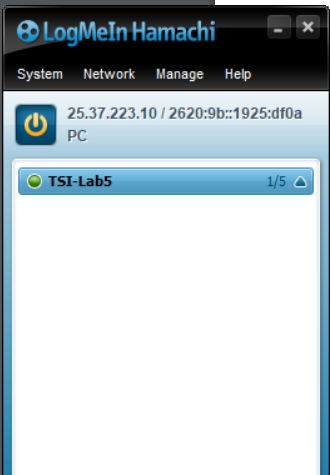 LogMeIn Hamachi
System Network Manage Help
25.37.223.10 / 2620:9b::1925:df0a
PC
TSI-Lab5 1/5